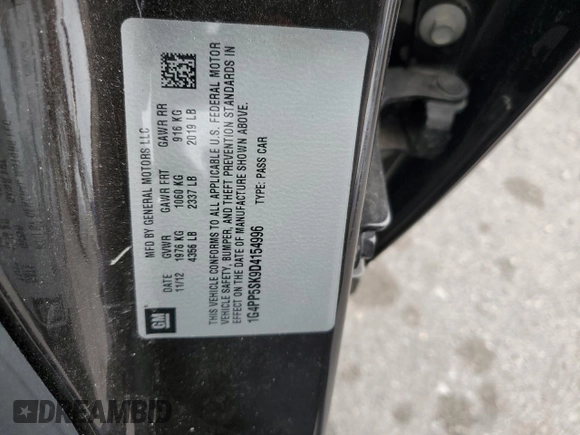 MFD BY GENERAL MOTORS LLC
DATE GVWR GAWR FRT GAWR RR
11/12 1976 KG 1060 KG 916 KG
4356 LB 2337 LB 2019 LB
THIS VEHICLE CONFORMS TO ALL APPLICABLE U.S. FEDERAL MOTOR
VEHICLE SAFETY, BUMPER, AND THEFT PREVENTION STANDARDS IN
EFFECT ON THE DATE OF MANUFACTURE SHOWN ABOVE.
1G4PP5SK9D4154996 TYPE: PASS CAR
GM
DREAMBID